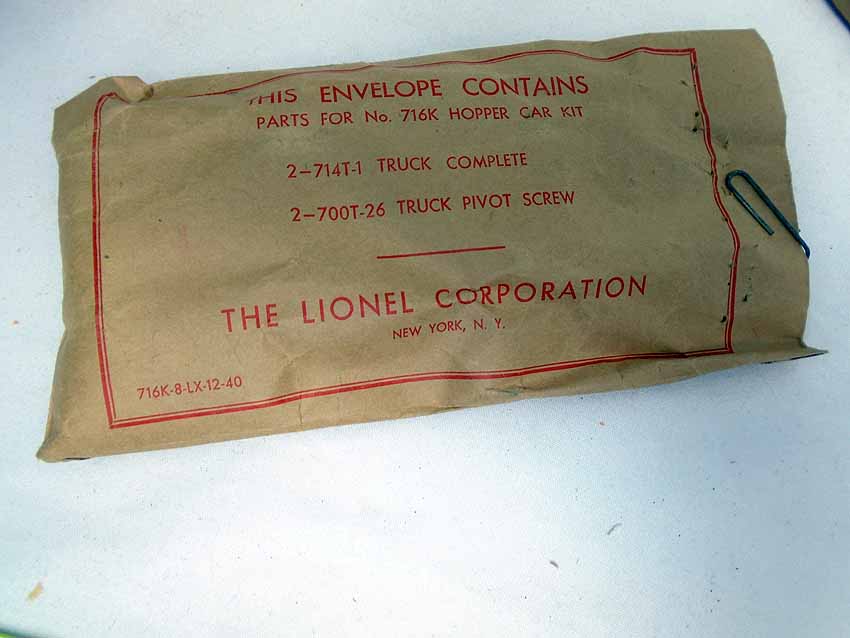 THIS ENVELOPE CONTAINS
PARTS FOR No. 716K HOPPER CAR KIT
2-714T-1 TRUCK COMPLETE
2-700T-26 TRUCK PIVOT SCREW
THE LIONEL CORPORATION
NEW YORK, N. Y.
716K-8-LX-12-40